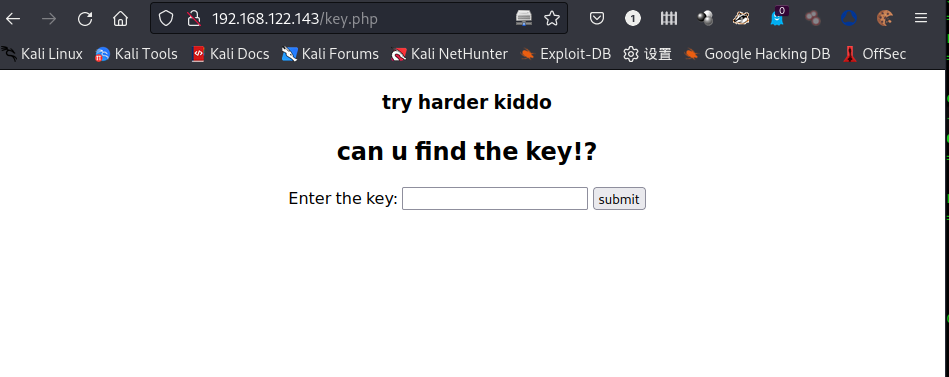 192.168.122.143/key.php
1
0
Kali Linux Kali Tools Kali Docs Kali Forums Kali NetHunter Exploit-DB 设置 Google Hacking DB OffSec
try harder kiddo
can u find the key!?
Enter the key: submit